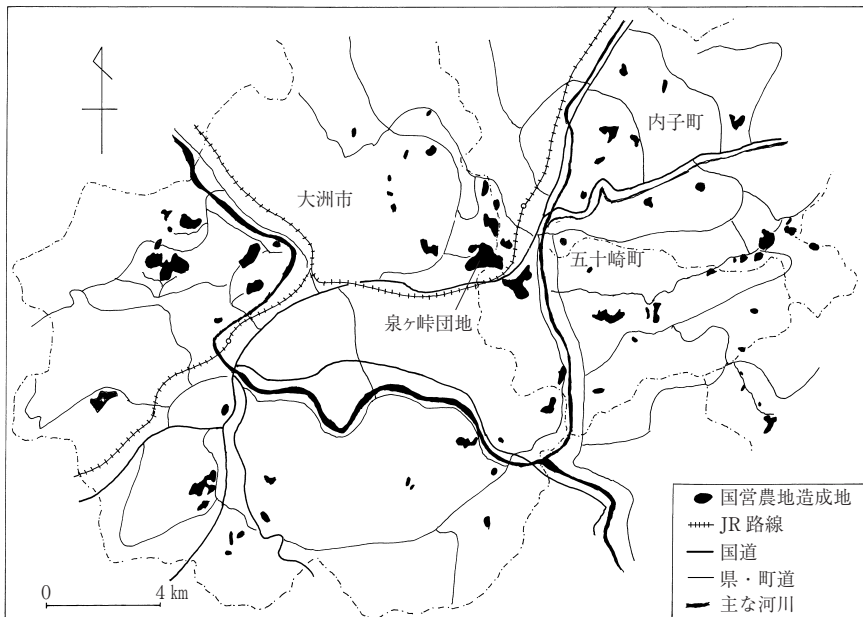 内子町
大洲市
五十崎町
泉ヶ峠団地
国営農地造成地
JR 路線
国道
県・町道
主な河川
0 4 km